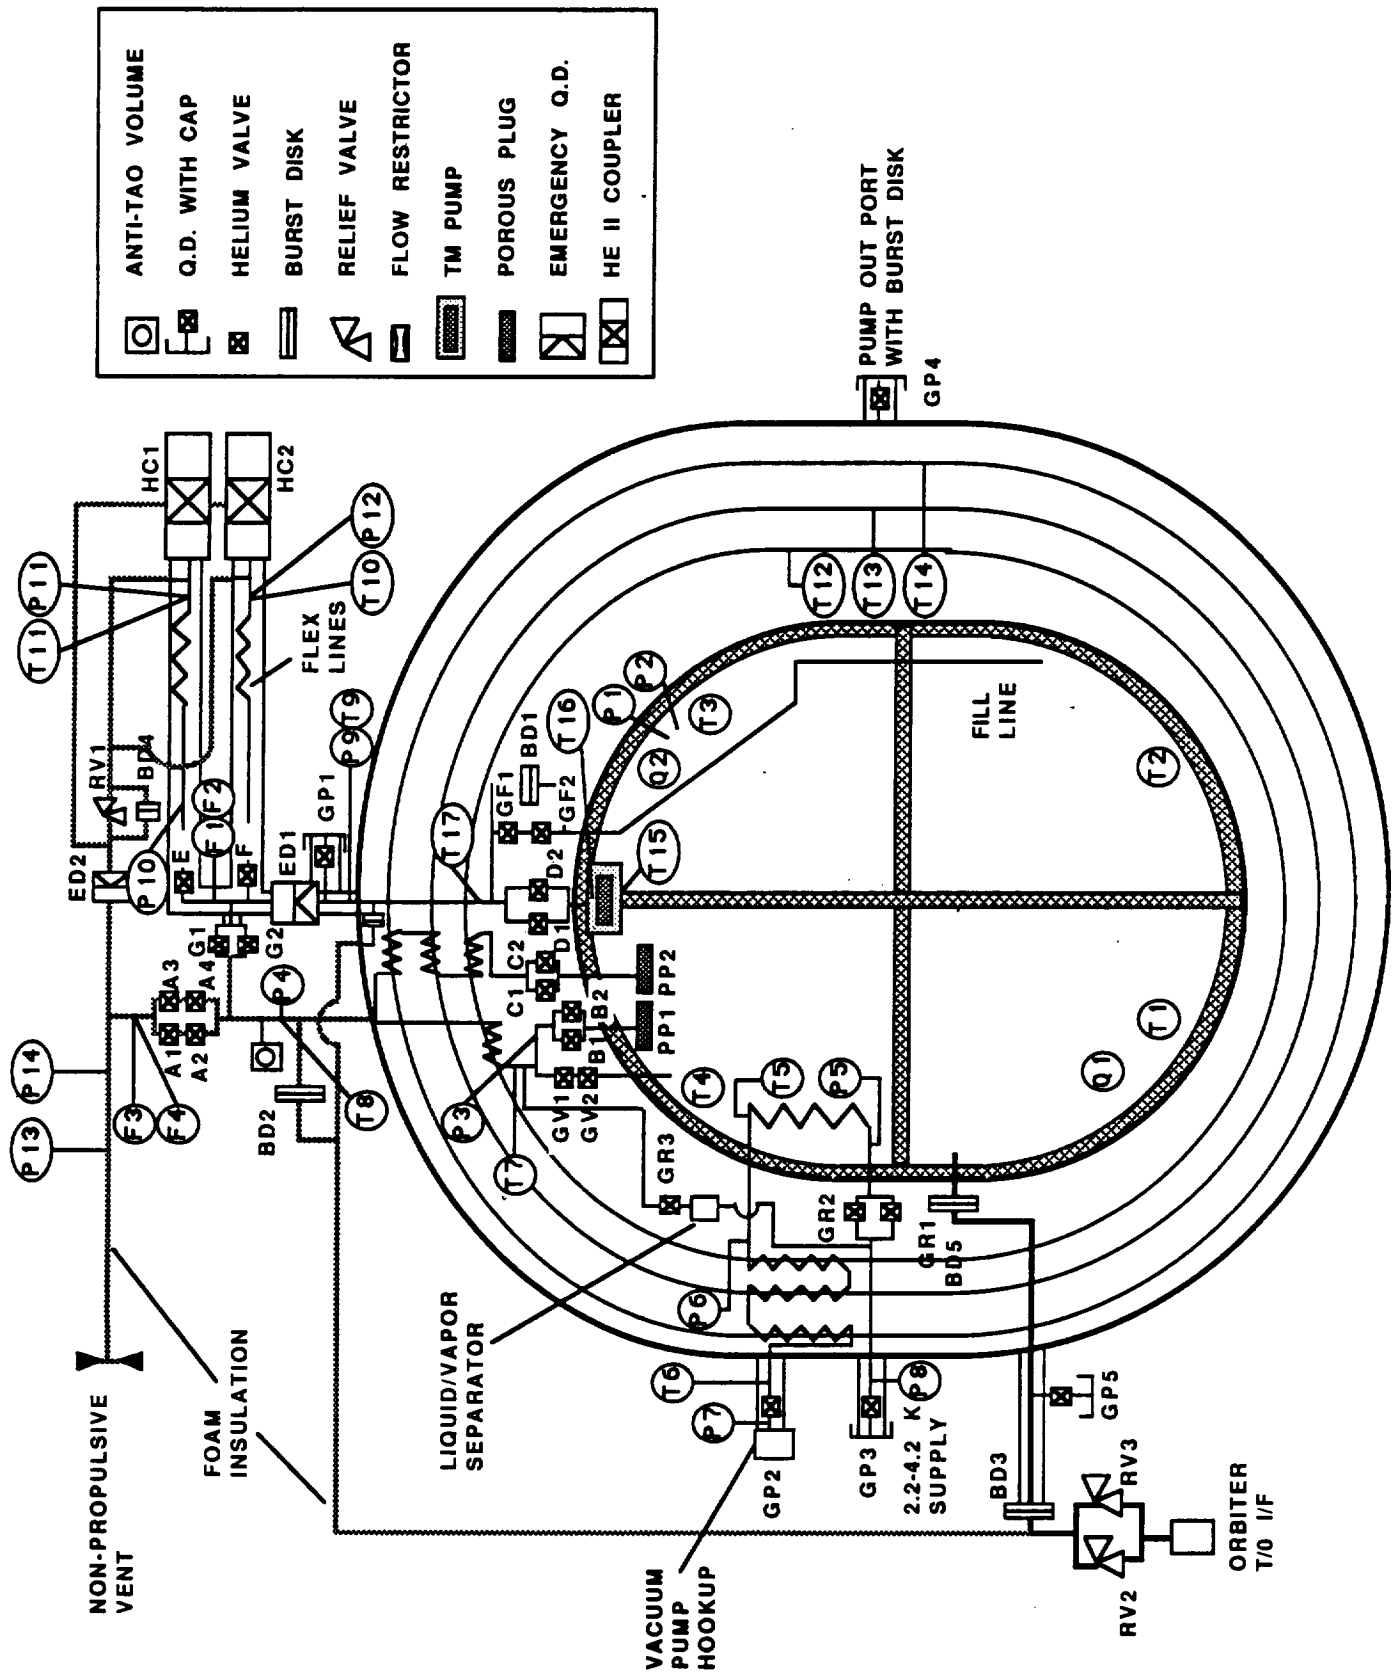 ANTI-TAO VOLUME
Q.D. WITH CAP
HELIUM VALVE
BURST DISK
RELIEF VALVE
FLOW RESTRICTOR
TM PUMP
POROUS PLUG
EMERGENCY Q.D.
HE II COUPLER
NON-PROPULSIVE
VENT
FOAM
INSULATION
P13
P14
F3
F4
A1
A2
A3
A4
G1
G2
P4
BD2
T8
ED2
P10
RV1
BD4
E
F1
F2
F
ED1
GP1
P9
T9
T11
P11
FLEX
LINES
HC1
HC2
P12
T10
T17
GF1
GF2
BD1
T16
T15
D1
D2
C1
C2
B1
B2
PP1
PP2
P3
T7
GV1
GV2
GR3
LIQUID/VAPOR
SEPARATOR
P1
P2
Q2
T3
T4
T5
P5
FILL
LINE
T12
T13
T14
T1
T2
Q1
PUMP OUT PORT
WITH BURST DISK
GP4
P6
GR2
GR1
BD5
T6
P7
GP2
P8
GP3
2.2-4.2 K
SUPPLY
VACUUM
PUMP
HOOKUP
BD3
GP5
RV2
RV3
ORBITER
T/0 I/F